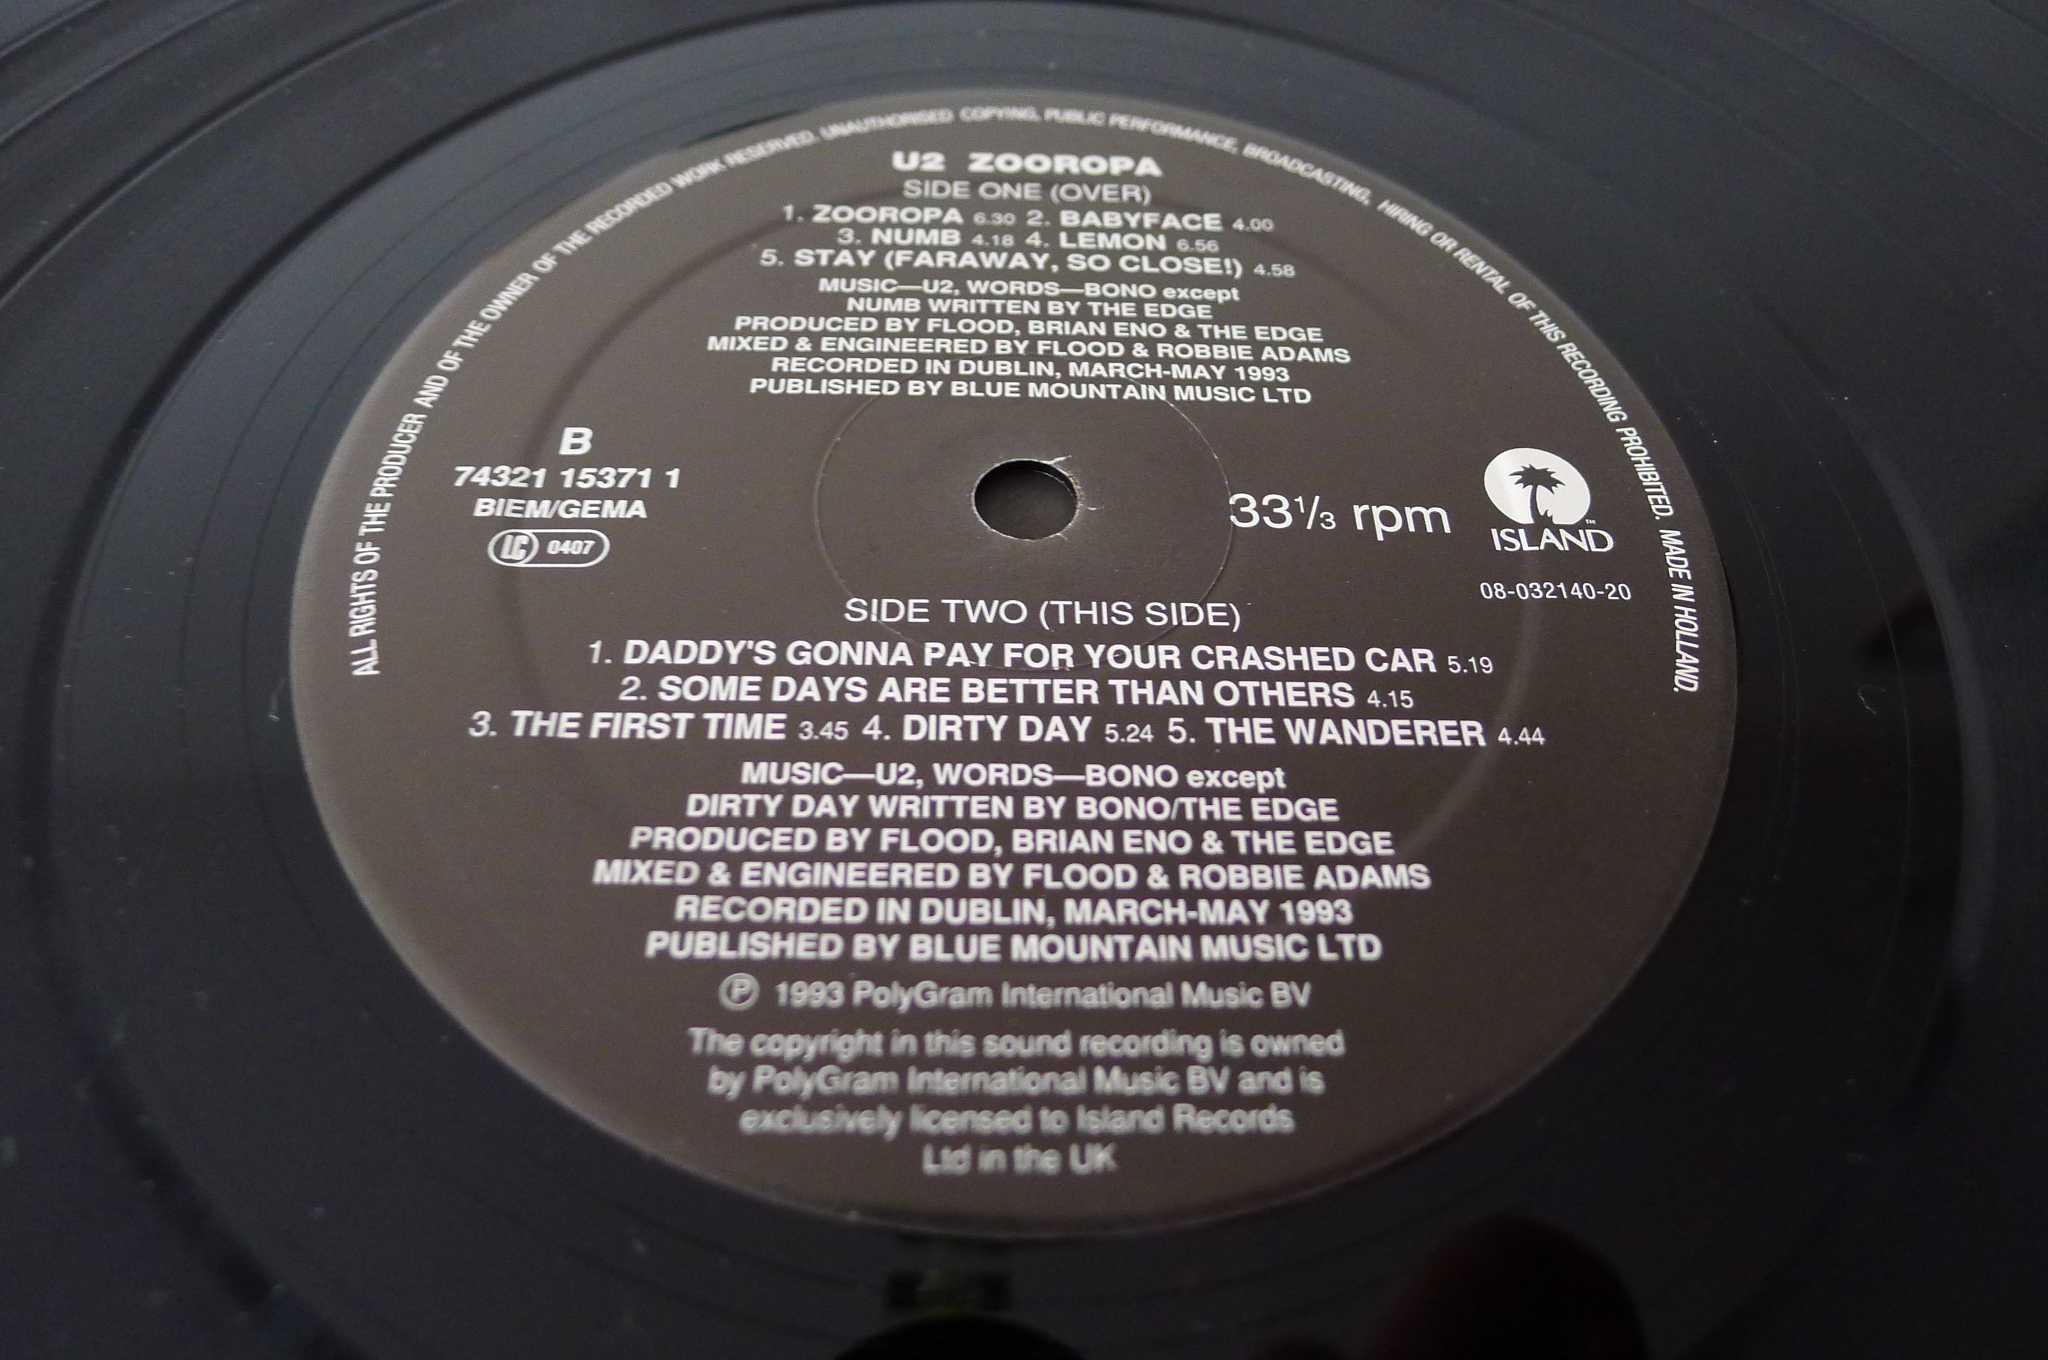 ALL RIGHTS OF THE PRODUCER AND OF THE OWNER OF THE RECORDED WORK RESERVED. UNAUTHORISED COPYING, PUBLIC PERFORMANCE, BROADCASTING, HIRING OR RENTAL OF THIS RECORDING PROHIBITED. MADE IN HOLLAND.
U2 ZOOROPA
SIDE ONE (OVER)
1. ZOOROPA 6.30 2. BABYFACE 4.00
3. NUMB 4.18 4. LEMON 6.56
5. STAY (FARAWAY, SO CLOSE!) 4.58
MUSIC—U2, WORDS—BONO except
NUMB WRITTEN BY THE EDGE
PRODUCED BY FLOOD, BRIAN ENO & THE EDGE
MIXED & ENGINEERED BY FLOOD & ROBBIE ADAMS
RECORDED IN DUBLIN, MARCH-MAY 1993
PUBLISHED BY BLUE MOUNTAIN MUSIC LTD
B
74321 15371 1
BIEM/GEMA
LC 0407
33⅓ rpm
ISLAND™
08-032140-20
SIDE TWO (THIS SIDE)
1. DADDY'S GONNA PAY FOR YOUR CRASHED CAR 5.19
2. SOME DAYS ARE BETTER THAN OTHERS 4.15
3. THE FIRST TIME 3.45 4. DIRTY DAY 5.24 5. THE WANDERER 4.44
MUSIC—U2, WORDS—BONO except
DIRTY DAY WRITTEN BY BONO/THE EDGE
PRODUCED BY FLOOD, BRIAN ENO & THE EDGE
MIXED & ENGINEERED BY FLOOD & ROBBIE ADAMS
RECORDED IN DUBLIN, MARCH-MAY 1993
PUBLISHED BY BLUE MOUNTAIN MUSIC LTD
℗ 1993 PolyGram International Music BV
The copyright in this sound recording is owned
by PolyGram International Music BV and is
exclusively licensed to Island Records
Ltd in the UK